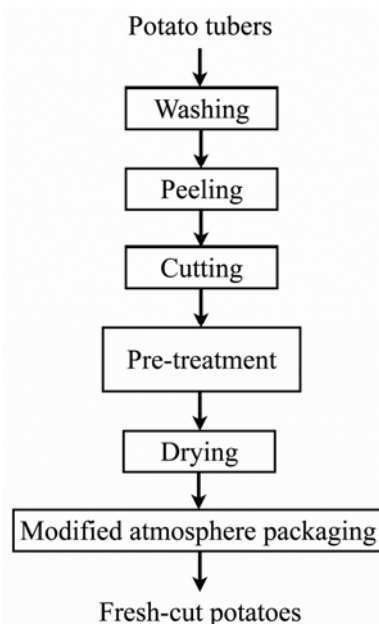 Potato tubers
Washing
Peeling
Cutting
Pre-treatment
Drying
Modified atmosphere packaging
Fresh-cut potatoes